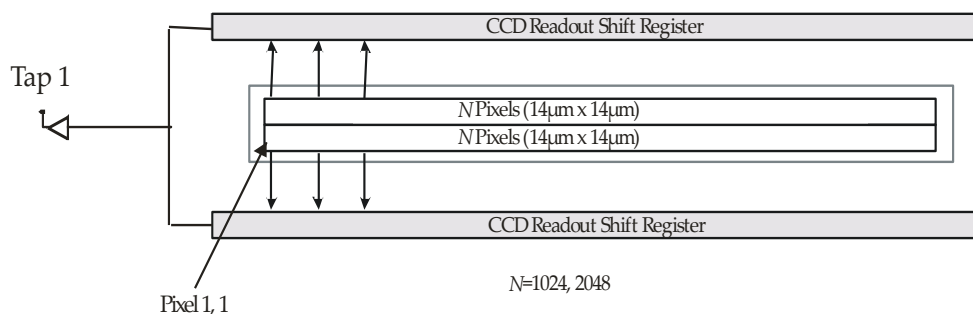 CCD Readout Shift Register
Tap 1
N Pixels (14µm x 14µm)
N Pixels (14µm x 14µm)
CCD Readout Shift Register
N=1024, 2048
Pixel 1, 1